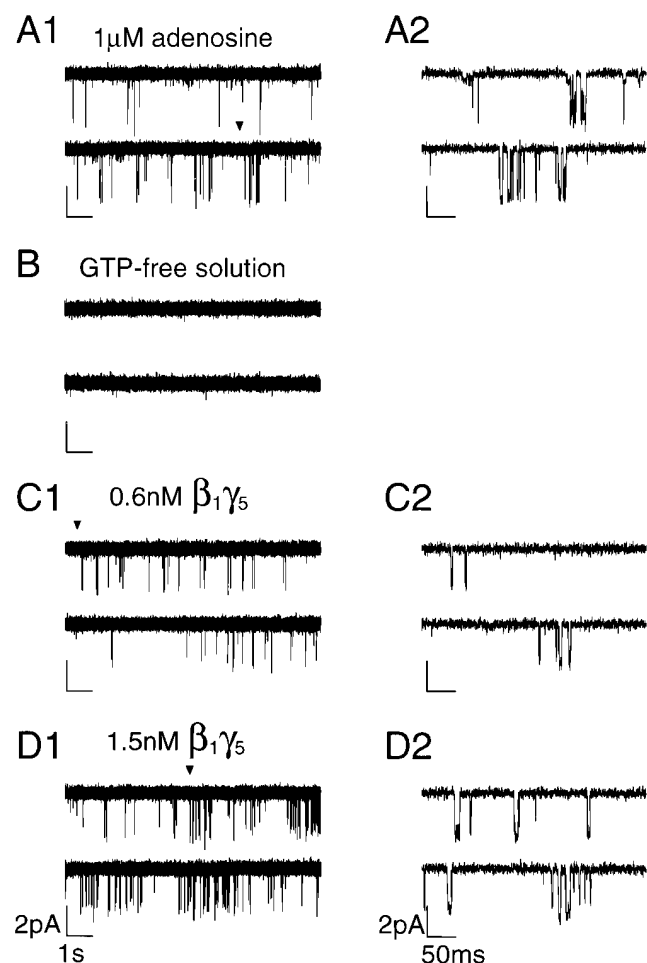 A1 1μM adenosine A2
B GTP-free solution
C1 0.6nM β₁γ₅ C2
D1 1.5nM β₁γ₅ D2
2pA 1s 2pA 50ms